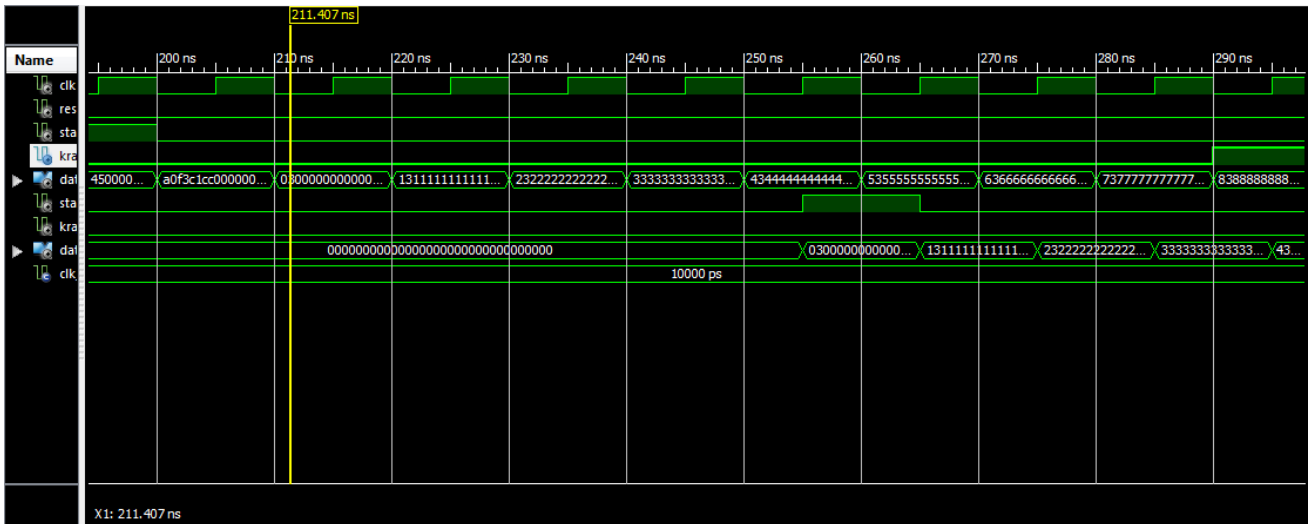 211.407 ns
Name
200 ns 210 ns 220 ns 230 ns 240 ns 250 ns 260 ns 270 ns 280 ns 290 ns
clk
res
sta
kra
dat 450000... a0f3c1cc000000... 0300000000000... 1311111111111... 2322222222222... 3333333333333... 4344444444444... 5355555555555... 6366666666666... 7377777777777... 8388888888...
sta
kra
dat 00000000000000000000000000000000 0300000000000... 1311111111111... 2322222222222... 3333333333333... 43...
clk 10000 ps
X1: 211.407 ns